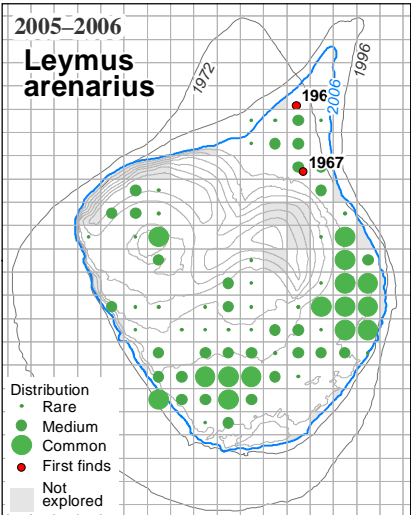 2005–2006
Leymus
arenarius
1972
1996
2006
196
1967
Distribution
Rare
Medium
Common
First finds
Not
explored